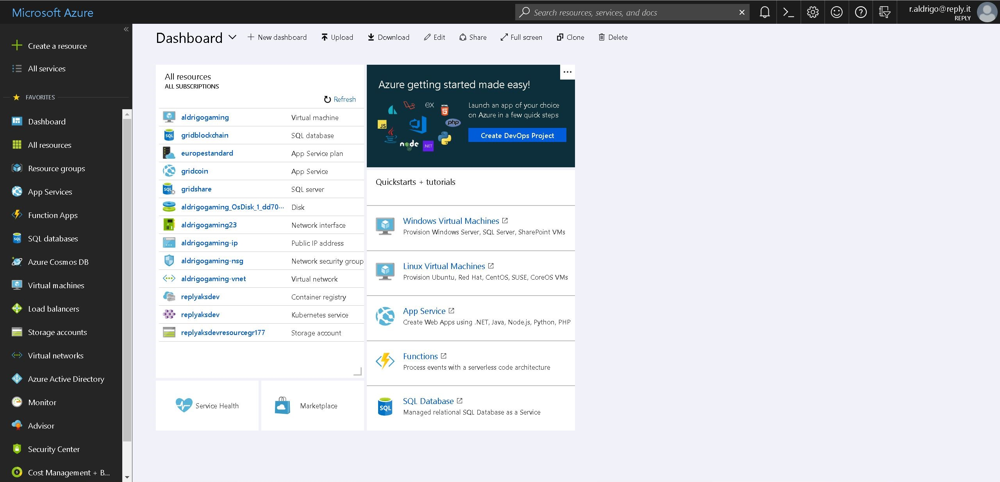 Microsoft Azure
Search resources, services, and docs
r.aldrigo@reply.it
REPLY
Create a resource
All services
FAVORITES
Dashboard
All resources
Resource groups
App Services
Function Apps
SQL databases
Azure Cosmos DB
Virtual machines
Load balancers
Storage accounts
Virtual networks
Azure Active Directory
Monitor
Advisor
Security Center
Cost Management + B...
Dashboard
New dashboard
Upload
Download
Edit
Share
Full screen
Clone
Delete
All resources
ALL SUBSCRIPTIONS
Refresh
aldrigogaming Virtual machine
gridblockchain SQL database
europestandard App Service plan
gridcoin App Service
gridshare SQL server
aldrigogaming_OsDisk_1_dd70... Disk
aldrigogaming23 Network interface
aldrigogaming-ip Public IP address
aldrigogaming-nsg Network security group
aldrigogaming-vnet Virtual network
replyaksdev Container registry
replyaksdev Kubernetes service
replyaksdevresourcegr177 Storage account
Service Health
Marketplace
Azure getting started made easy!
Launch an app of your choice
on Azure in a few quick steps
Create DevOps Project
ex
HTML
5
JS
php
node
JS
.NET
Quickstarts + tutorials
Windows Virtual Machines
Provision Windows Server, SQL Server, SharePoint VMs
Linux Virtual Machines
Provision Ubuntu, Red Hat, CentOS, SUSE, CoreOS VMs
App Service
Create Web Apps using .NET, Java, Node.js, Python, PHP
Functions
Process events with a serverless code architecture
SQL
SQL Database
Managed relational SQL Database as a Service